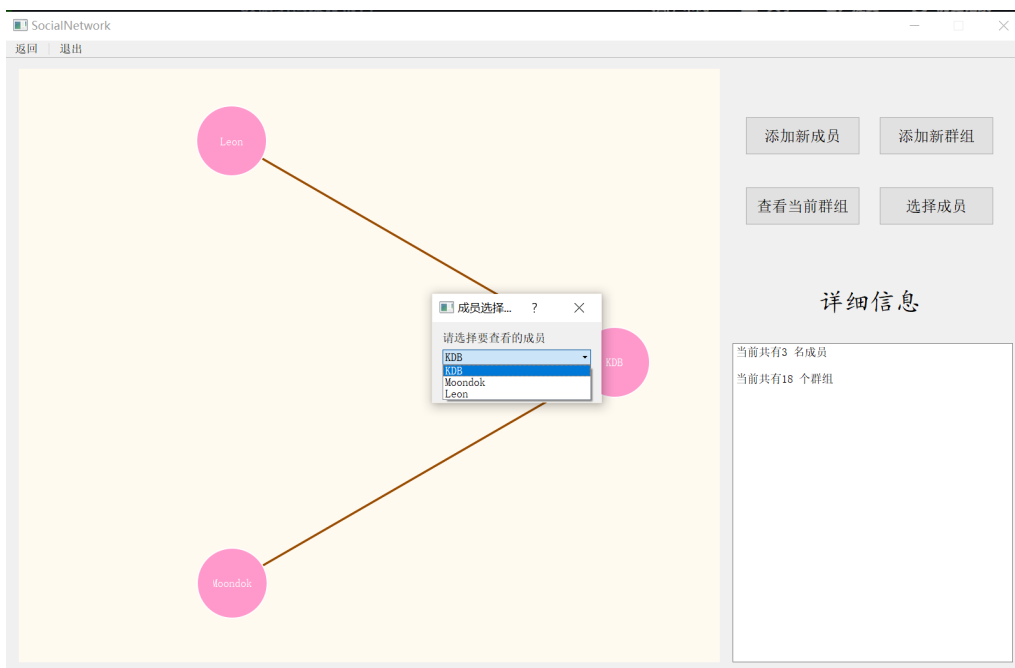 SocialNetwork
返回 退出
Leon
添加新成员 添加新群组
查看当前群组 选择成员
成员选择... ?
请选择要查看的成员
KDB
KDB
Moondok
Leon
KDB
Moondok
详细信息
当前共有3 名成员
当前共有18 个群组